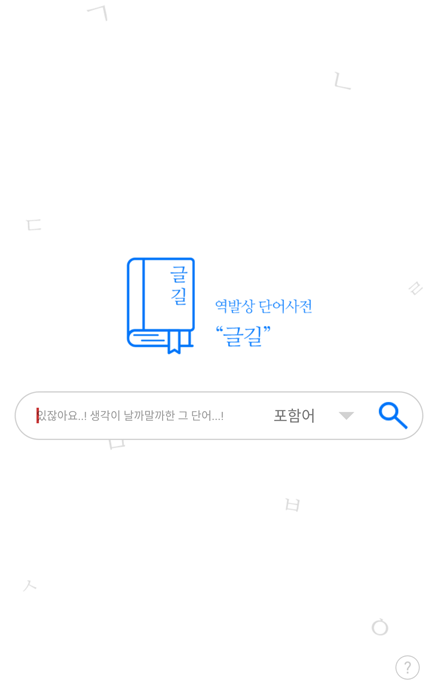 ㄱ
ㄴ
ㄷ
글
길
ㄹ
역발상 단어사전
“글길”
있잖아요..! 생각이 날까말까한 그 단어...! 포함어
ㅁ
ㅂ
ㅅ
ㅇ
?